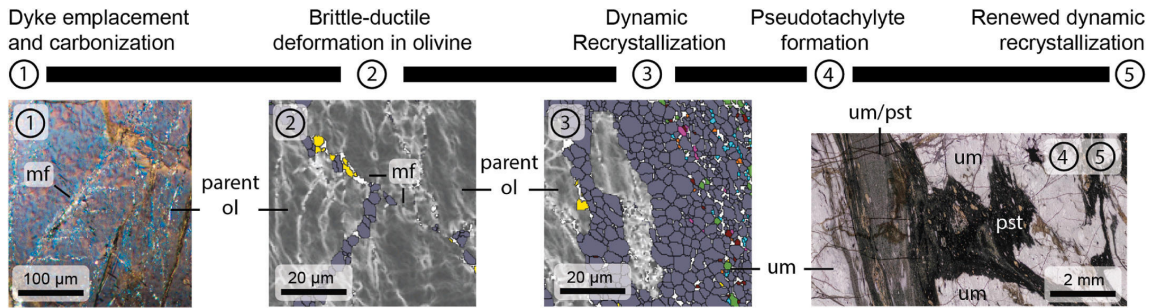 Dyke emplacement
and carbonization
Brittle-ductile
deformation in olivine
Dynamic
Recrystallization
Pseudotachylyte
formation
Renewed dynamic
recrystallization
1
2
3
4
5
1
mf
100 µm
parent
ol
2
mf
20 µm
parent
ol
3
20 µm
um
um/pst
um
4 5
pst
um
2 mm